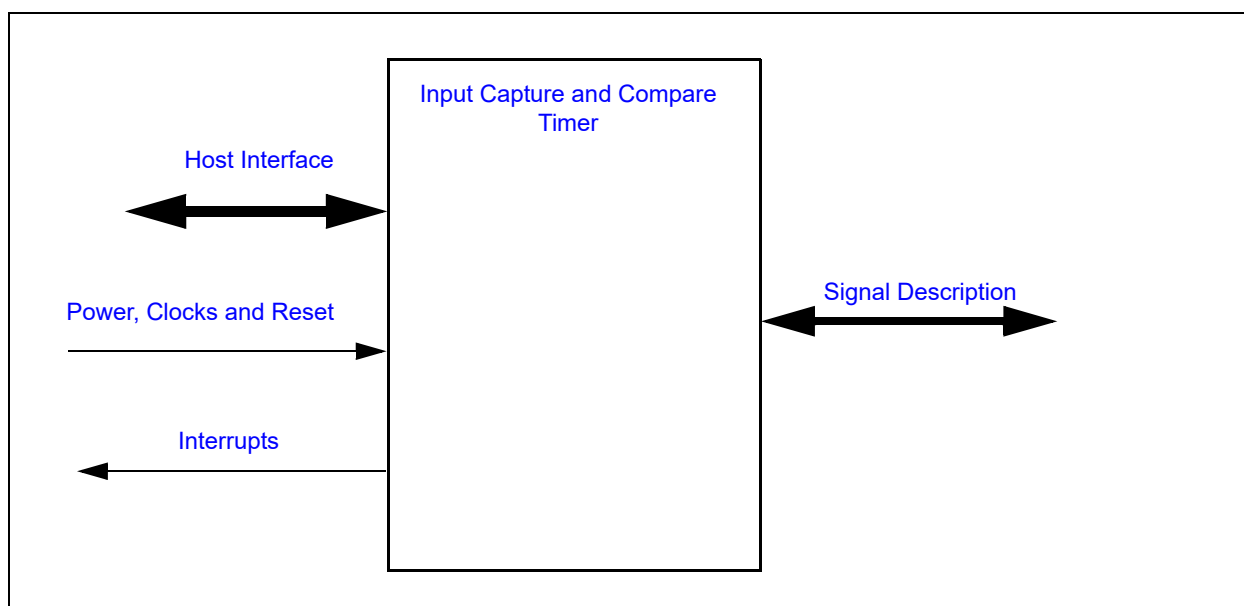 Input Capture and Compare
Timer
Host Interface
Signal Description
Power, Clocks and Reset
Interrupts